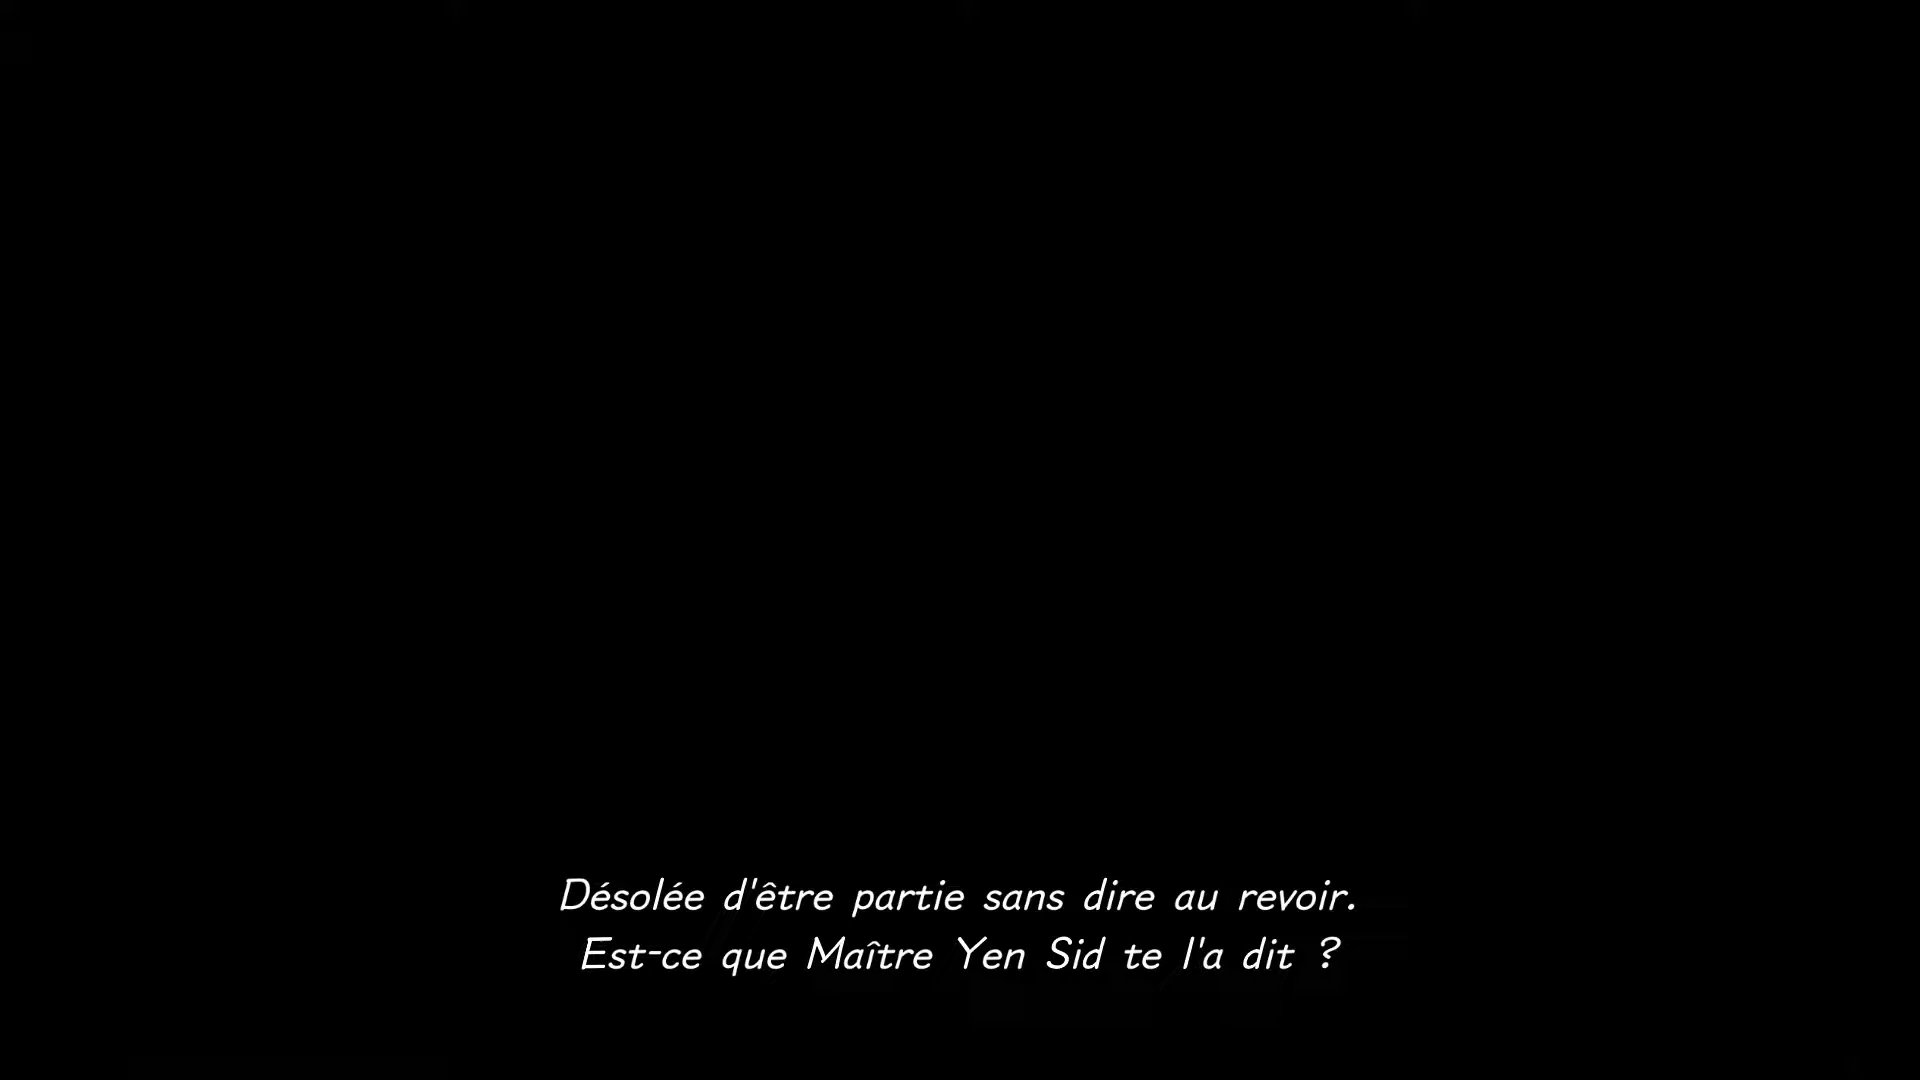 Désolée d'être partie sans dire au revoir.
Est-ce que Maître Yen Sid te l'a dit ?